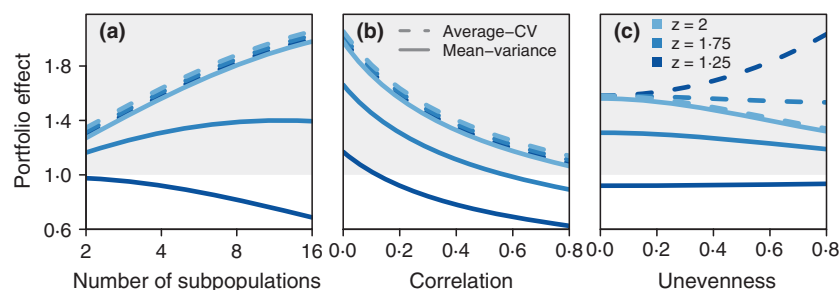 (a)
(b)
(c)
Average-CV
Mean-variance
z = 2
z = 1·75
z = 1·25
Portfolio effect
1·8
1·4
1·0
0·6
2
4
8
16
0·0
0·2
0·4
0·6
0·8
0·0
0·2
0·4
0·6
0·8
Number of subpopulations
Correlation
Unevenness